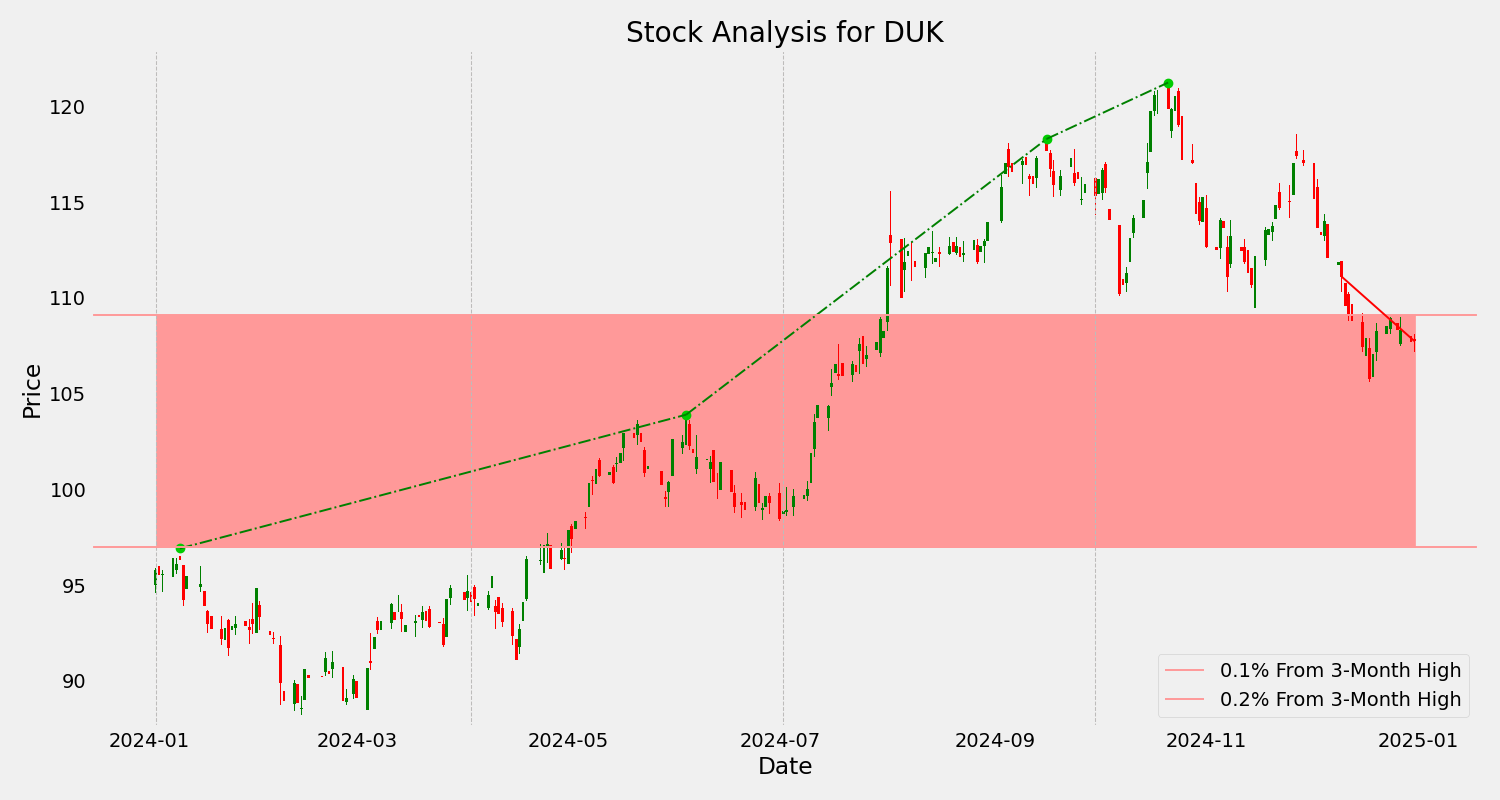 Stock Analysis for DUK
Price
120
115
110
105
100
95
90
2024-01 2024-03 2024-05 2024-07 2024-09 2024-11 2025-01
Date
0.1% From 3-Month High
0.2% From 3-Month High